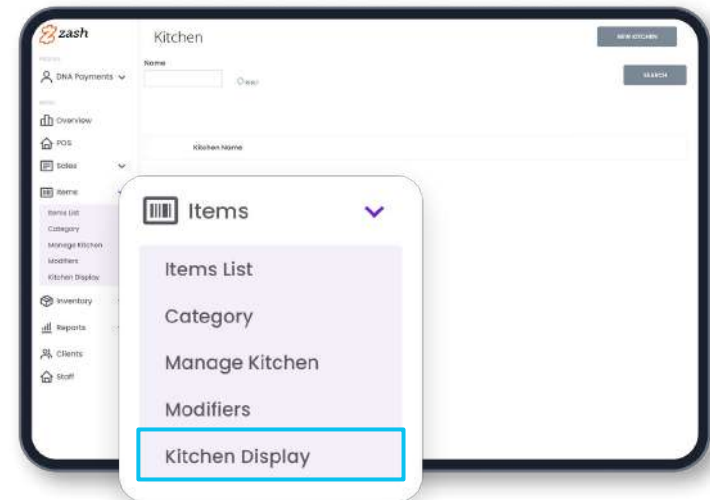 zash
Kitchen
NEW KITCHEN
Name
SEARCH
DNA Payments
Overview
POS
Kitchen Name
Sales
Items
Items List
Category
Manage Kitchen
Modifiers
Kitchen Display
Inventory
Reports
Clients
Staff
Items
Items List
Category
Manage Kitchen
Modifiers
Kitchen Display